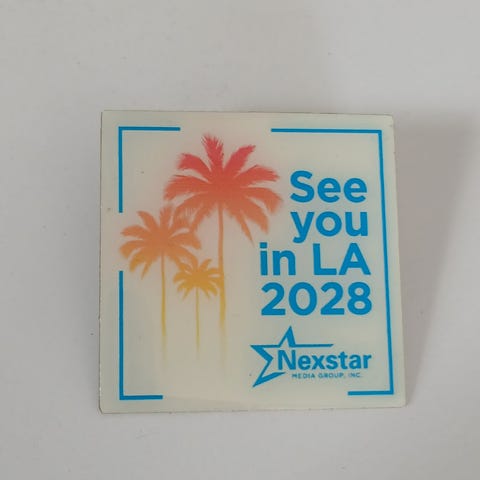 See
you
in LA
2028
Nexstar
MEDIA GROUP, INC.